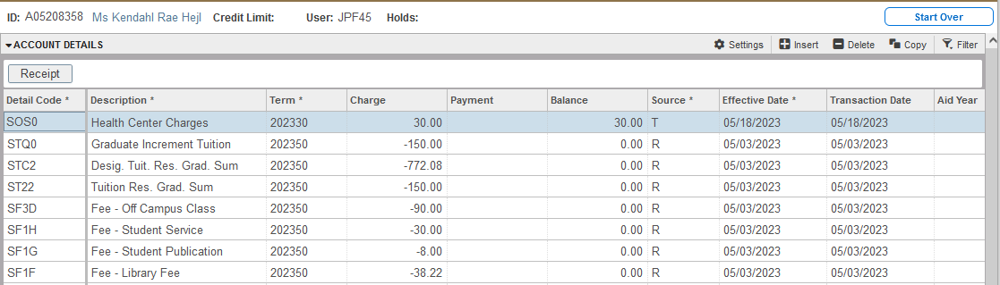 ID: A05208358 Ms Kendahl Rae Hejl Credit Limit: User: JPF45 Holds: Start Over
ACCOUNT DETAILS Settings Insert Delete Copy Filter
Receipt
Detail Code * Description * Term * Charge Payment Balance Source * Effective Date * Transaction Date Aid Year
SOS0 Health Center Charges 202330 30.00 30.00 T 05/18/2023 05/18/2023
STQ0 Graduate Increment Tuition 202350 -150.00 0.00 R 05/03/2023 05/03/2023
STC2 Desig. Tuit. Res. Grad. Sum 202350 -772.08 0.00 R 05/03/2023 05/03/2023
ST22 Tuition Res. Grad. Sum 202350 -150.00 0.00 R 05/03/2023 05/03/2023
SF3D Fee - Off Campus Class 202350 -90.00 0.00 R 05/03/2023 05/03/2023
SF1H Fee - Student Service 202350 -30.00 0.00 R 05/03/2023 05/03/2023
SF1G Fee - Student Publication 202350 -8.00 0.00 R 05/03/2023 05/03/2023
SF1F Fee - Library Fee 202350 -38.22 0.00 R 05/03/2023 05/03/2023